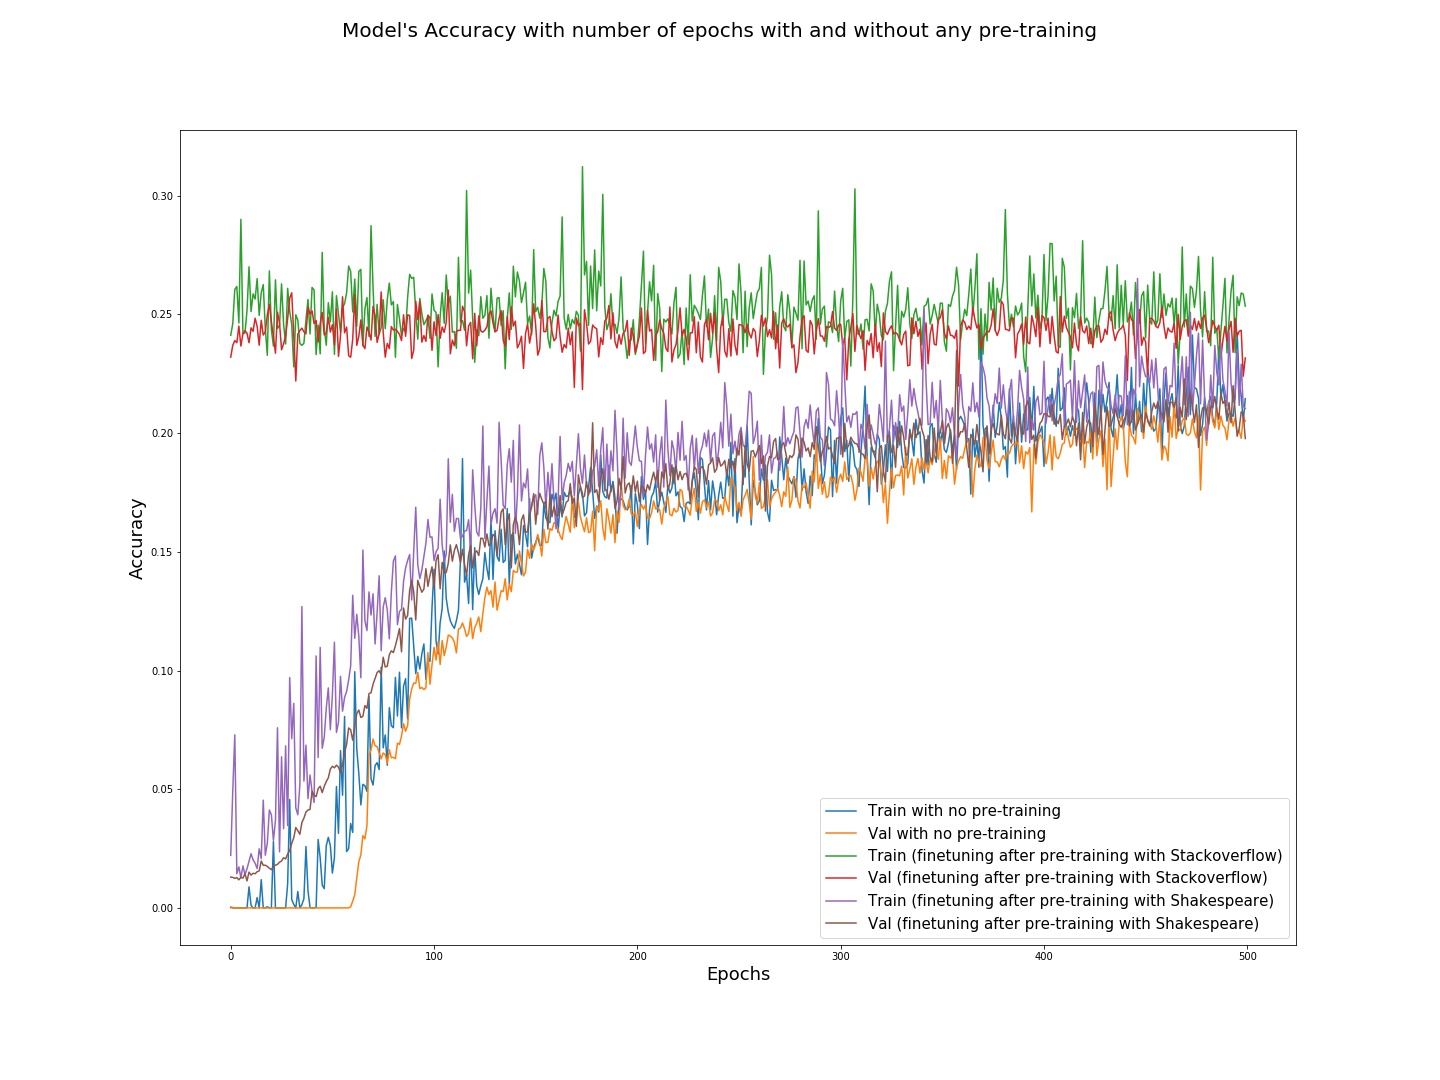 Model's Accuracy with number of epochs with and without any pre-training
0.30
0.25
0.20
0.15
0.10
0.05
0.00
Accuracy
0
100
200
300
400
500
Epochs
Train with no pre-training
Val with no pre-training
Train (finetuning after pre-training with Stackoverflow)
Val (finetuning after pre-training with Stackoverflow)
Train (finetuning after pre-training with Shakespeare)
Val (finetuning after pre-training with Shakespeare)